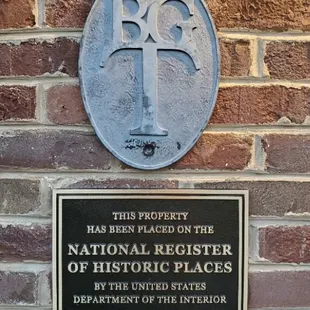 BGT
THIS PROPERTY
HAS BEEN PLACED ON THE
NATIONAL REGISTER
OF HISTORIC PLACES
BY THE UNITED STATES
DEPARTMENT OF THE INTERIOR